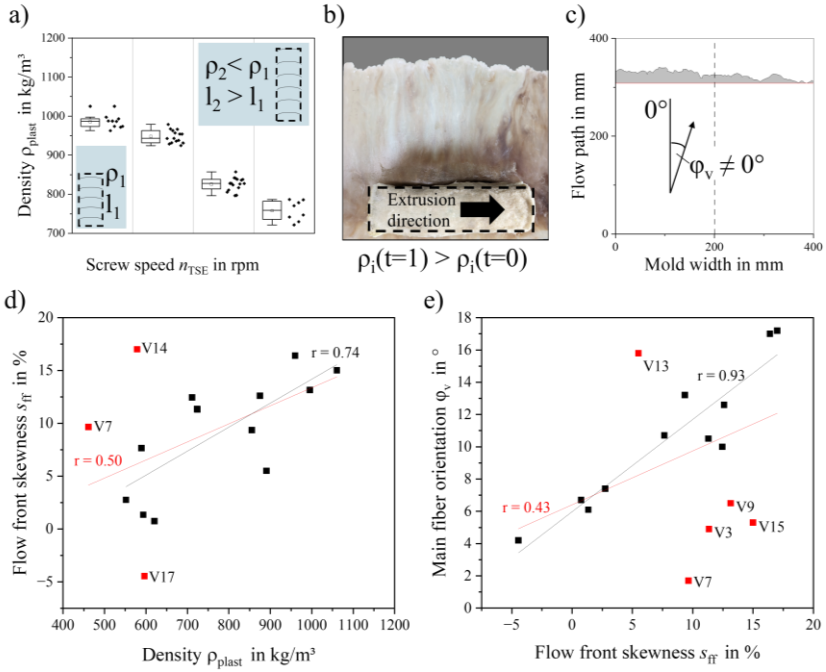 a)
1200
1100
1000
900
800
700
Density ρplast in kg/m³
ρ₂< ρ₁
l₂ > l₁
ρ₁
l₁
Screw speed nTSE in rpm
b)
Extrusion
direction
ρᵢ(t=1) > ρᵢ(t=0)
c)
400
200
0
Flow path in mm
0°
φᵥ ≠ 0°
0
200
400
Mold width in mm
d)
20
15
10
5
0
−5
Flow front skewness sff in %
V14
r = 0.74
V7
r = 0.50
V17
400 500 600 700 800 900 1000 1100 1200
Density ρplast in kg/m³
e)
18
16
14
12
10
8
6
4
2
0
Main fiber orientation φᵥ in °
V13
r = 0.93
r = 0.43
V9
V3
V15
V7
−5 0 5 10 15 20
Flow front skewness sff in %